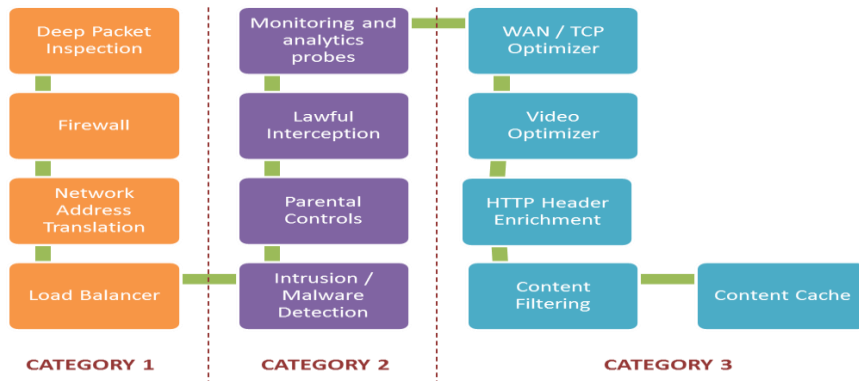 Deep Packet
Inspection
Firewall
Network
Address
Translation
Load Balancer
Monitoring and
analytics
probes
Lawful
Interception
Parental
Controls
Intrusion /
Malware
Detection
WAN / TCP
Optimizer
Video
Optimizer
HTTP Header
Enrichment
Content
Filtering
Content Cache
CATEGORY 1
CATEGORY 2
CATEGORY 3